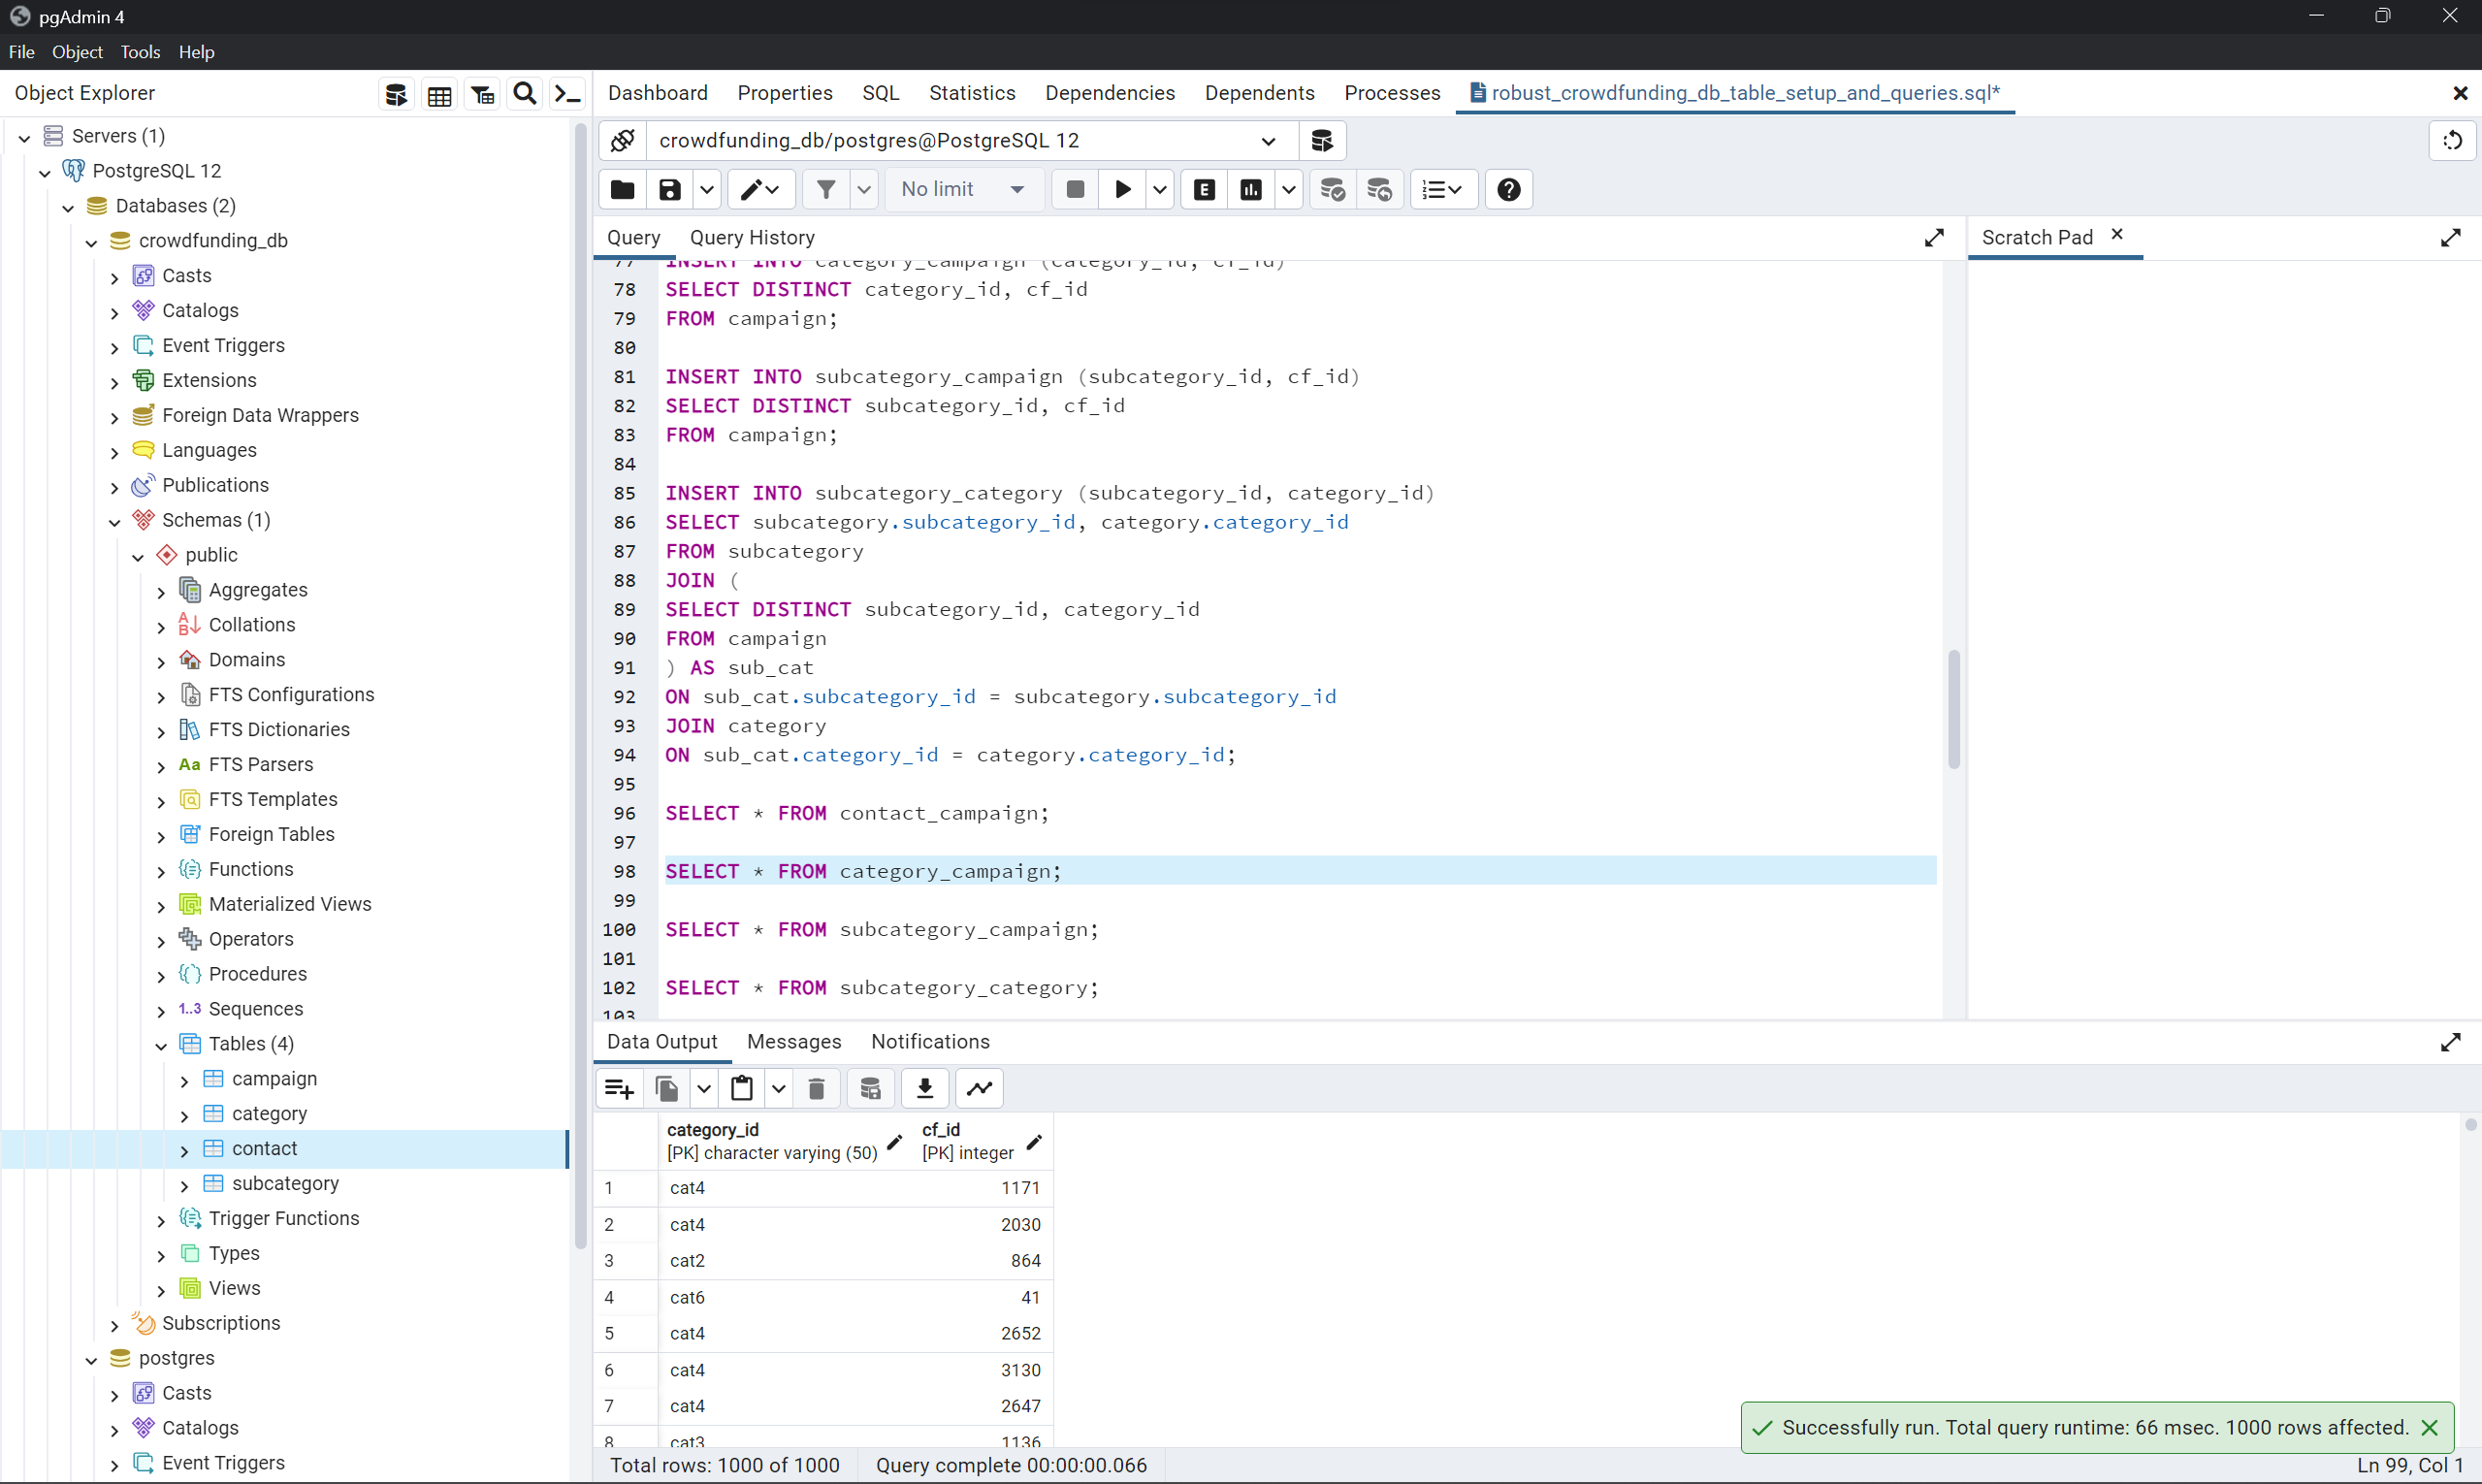 pgAdmin 4
File Object Tools Help
Object Explorer
Dashboard Properties SQL Statistics Dependencies Dependents Processes robust_crowdfunding_db_table_setup_and_queries.sql*
Servers (1)
PostgreSQL 12
Databases (2)
crowdfunding_db
Casts
Catalogs
Event Triggers
Extensions
Foreign Data Wrappers
Languages
Publications
Schemas (1)
public
Aggregates
Collations
Domains
FTS Configurations
FTS Dictionaries
Aa FTS Parsers
FTS Templates
Foreign Tables
Functions
Materialized Views
Operators
Procedures
1..3 Sequences
Tables (4)
campaign
category
contact
subcategory
Trigger Functions
Types
Views
Subscriptions
postgres
Casts
Catalogs
Event Triggers
crowdfunding_db/postgres@PostgreSQL 12
No limit
E
Query Query History
Scratch Pad
77 INSERT INTO category_campaign (category_id, cf_id)
78 SELECT DISTINCT category_id, cf_id
79 FROM campaign;
80
81 INSERT INTO subcategory_campaign (subcategory_id, cf_id)
82 SELECT DISTINCT subcategory_id, cf_id
83 FROM campaign;
84
85 INSERT INTO subcategory_category (subcategory_id, category_id)
86 SELECT subcategory.subcategory_id, category.category_id
87 FROM subcategory
88 JOIN (
89 SELECT DISTINCT subcategory_id, category_id
90 FROM campaign
91 ) AS sub_cat
92 ON sub_cat.subcategory_id = subcategory.subcategory_id
93 JOIN category
94 ON sub_cat.category_id = category.category_id;
95
96 SELECT * FROM contact_campaign;
97
98 SELECT * FROM category_campaign;
99
100 SELECT * FROM subcategory_campaign;
101
102 SELECT * FROM subcategory_category;
103
Data Output Messages Notifications
category_id cf_id
[PK] character varying (50) [PK] integer
1 cat4 1171
2 cat4 2030
3 cat2 864
4 cat6 41
5 cat4 2652
6 cat4 3130
7 cat4 2647
8 cat3 1136
Successfully run. Total query runtime: 66 msec. 1000 rows affected.
Total rows: 1000 of 1000 Query complete 00:00:00.066 Ln 99, Col 1